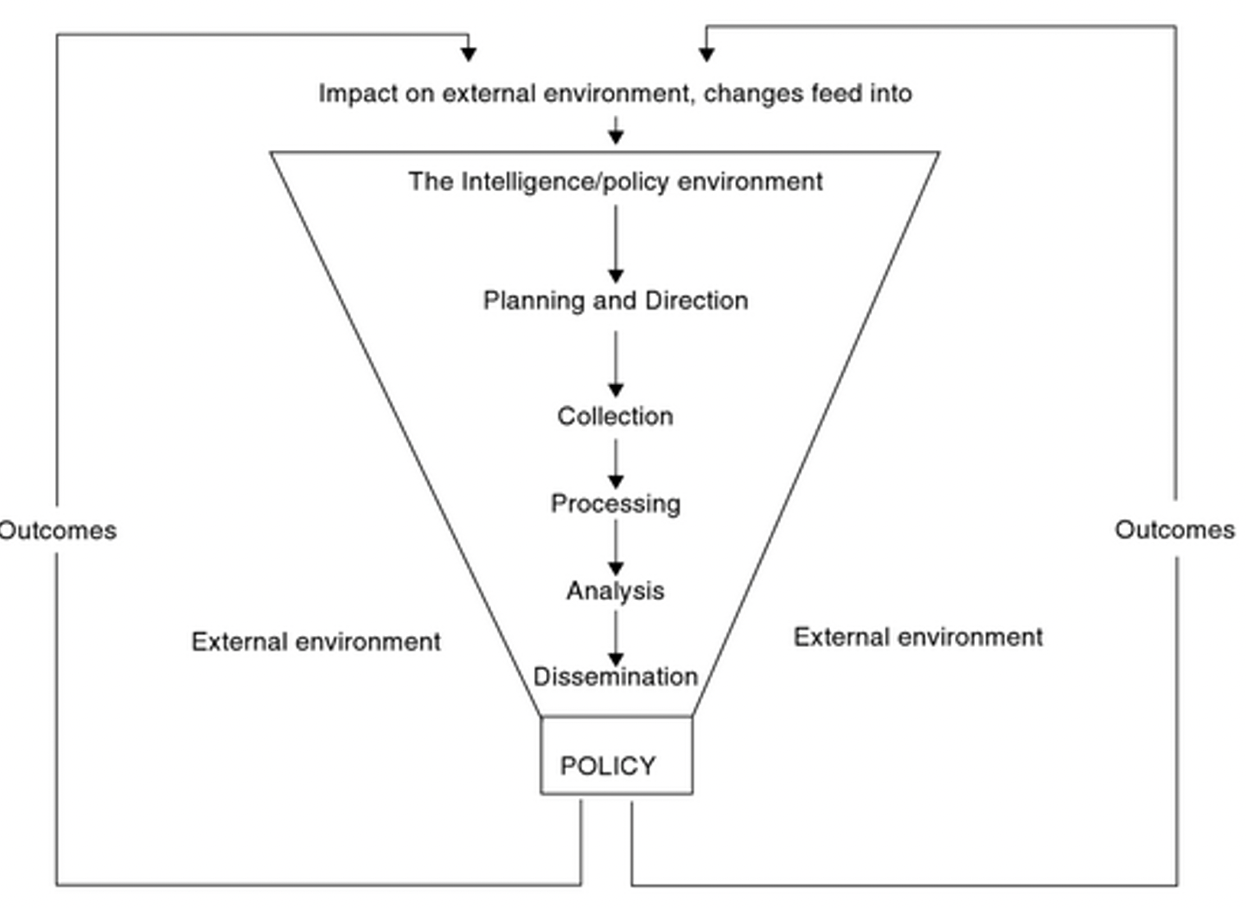 Impact on external environment, changes feed into
The Intelligence/policy environment
Planning and Direction
Collection
Processing
Outcomes
Outcomes
Analysis
External environment
External environment
Dissemination
POLICY